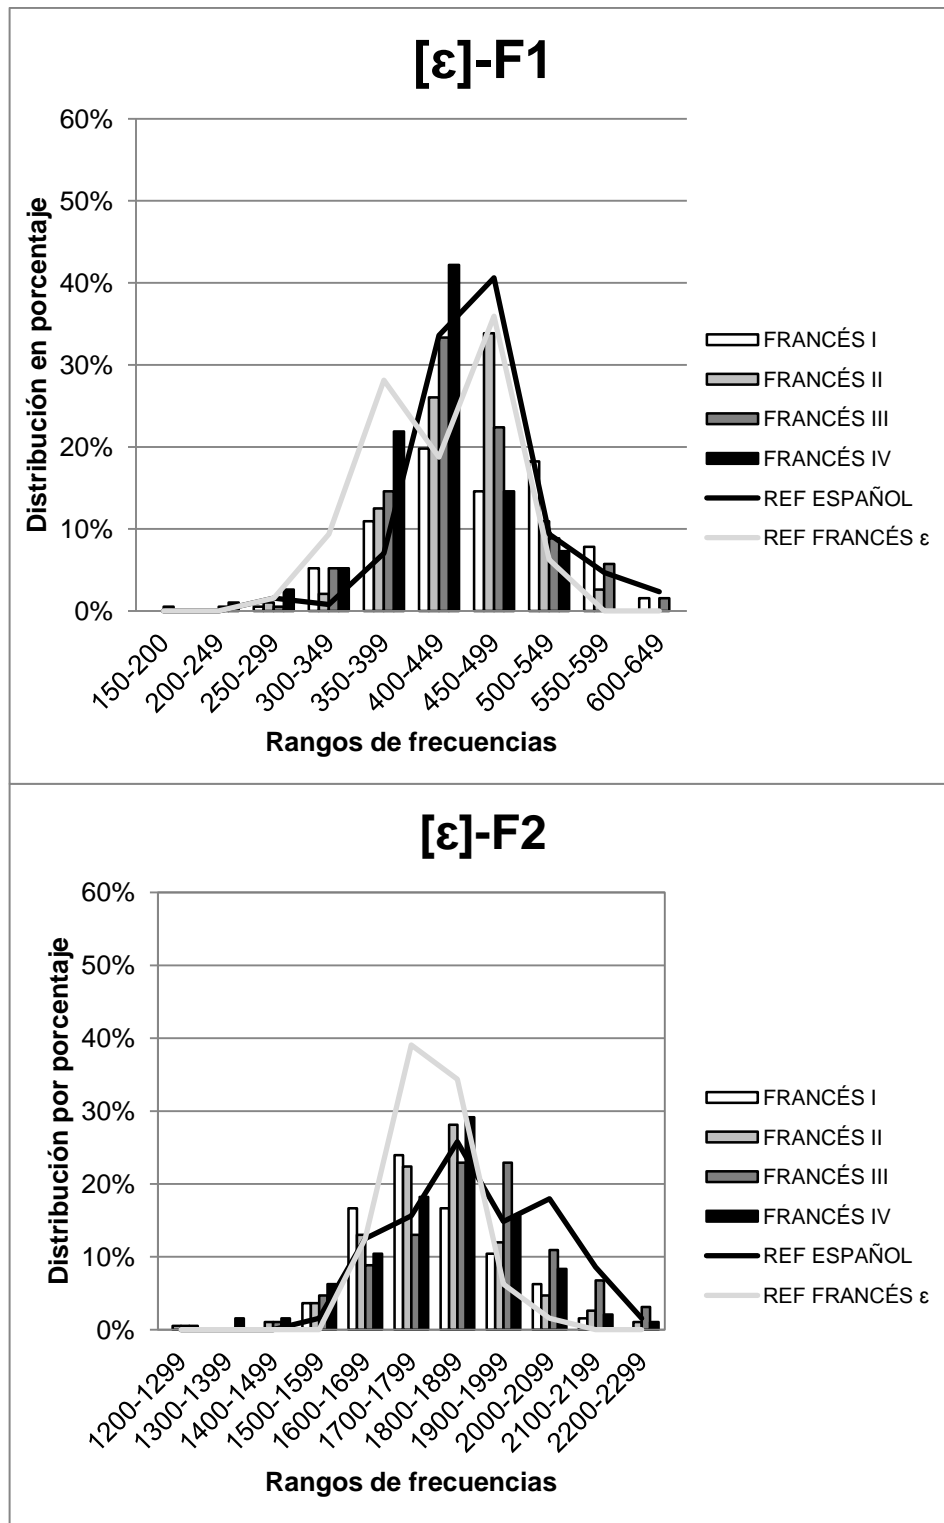 [ε]-F1
60%
50%
40%
30%
20%
10%
0%
Distribución en porcentaje
150-200
200-249
250-299
300-349
350-399
400-449
450-499
500-549
550-599
600-649
Rangos de frecuencias
FRANCÉS I
FRANCÉS II
FRANCÉS III
FRANCÉS IV
REF ESPAÑOL
REF FRANCÉS ε
[ε]-F2
60%
50%
40%
30%
20%
10%
0%
Distribución por porcentaje
1200-1299
1300-1399
1400-1499
1500-1599
1600-1699
1700-1799
1800-1899
1900-1999
2000-2099
2100-2199
2200-2299
Rangos de frecuencias
FRANCÉS I
FRANCÉS II
FRANCÉS III
FRANCÉS IV
REF ESPAÑOL
REF FRANCÉS ε